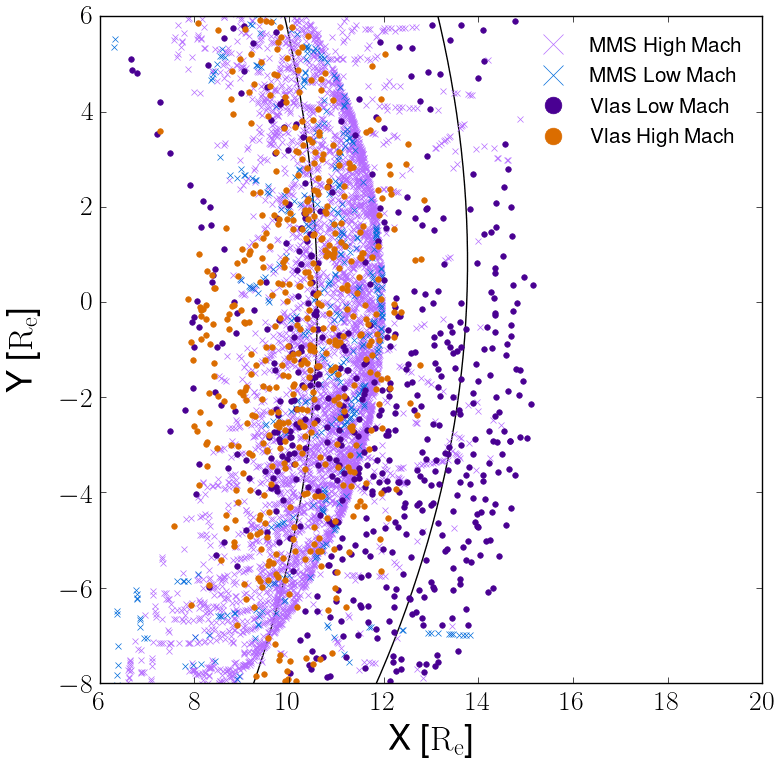 MMS High Mach
MMS Low Mach
Vlas Low Mach
Vlas High Mach
6
4
2
0
−2
−4
−6
−8
6 8 10 12 14 16 18 20
X [Re]
Y [Re]